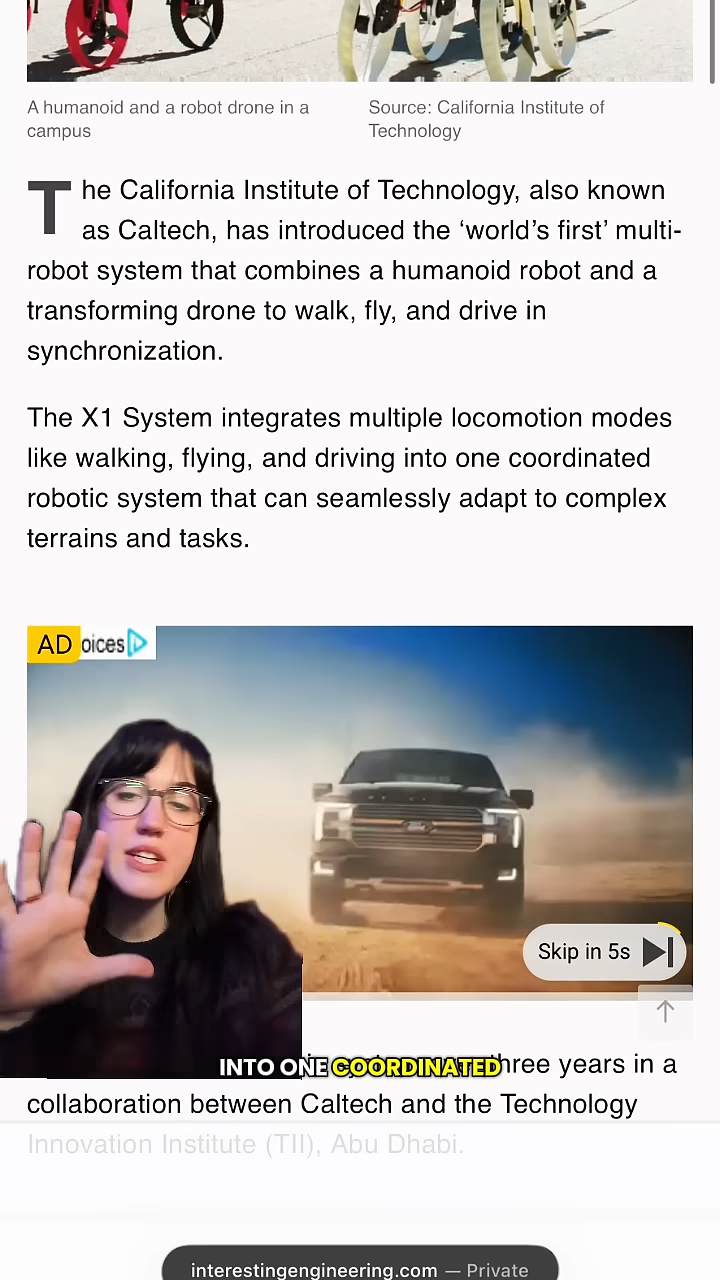 A humanoid and a robot drone in a
campus
Source: California Institute of
Technology
The California Institute of Technology, also known
as Caltech, has introduced the ‘world’s first’ multi-
robot system that combines a humanoid robot and a
transforming drone to walk, fly, and drive in
synchronization.
The X1 System integrates multiple locomotion modes
like walking, flying, and driving into one coordinated
robotic system that can seamlessly adapt to complex
terrains and tasks.
AD oices
Skip in 5s
INTO ONE COORDINATED
three years in a
collaboration between Caltech and the Technology
Innovation Institute (TII), Abu Dhabi.
interestingengineering.com — Private